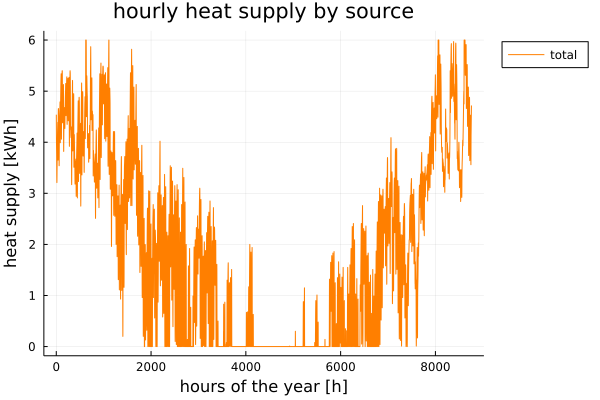 hourly heat supply by source
total
heat supply [kWh]
6
5
4
3
2
1
0
0 2000 4000 6000 8000
hours of the year [h]